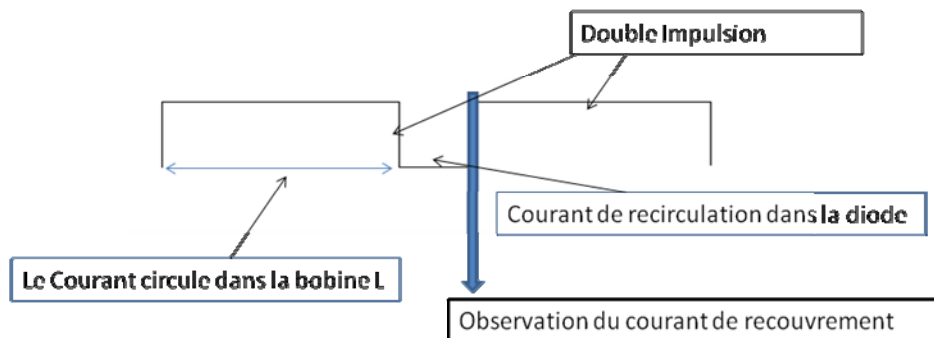 Double Impulsion
Courant de recirculation dans la diode
Le Courant circule dans la bobine L
Observation du courant de recouvrement